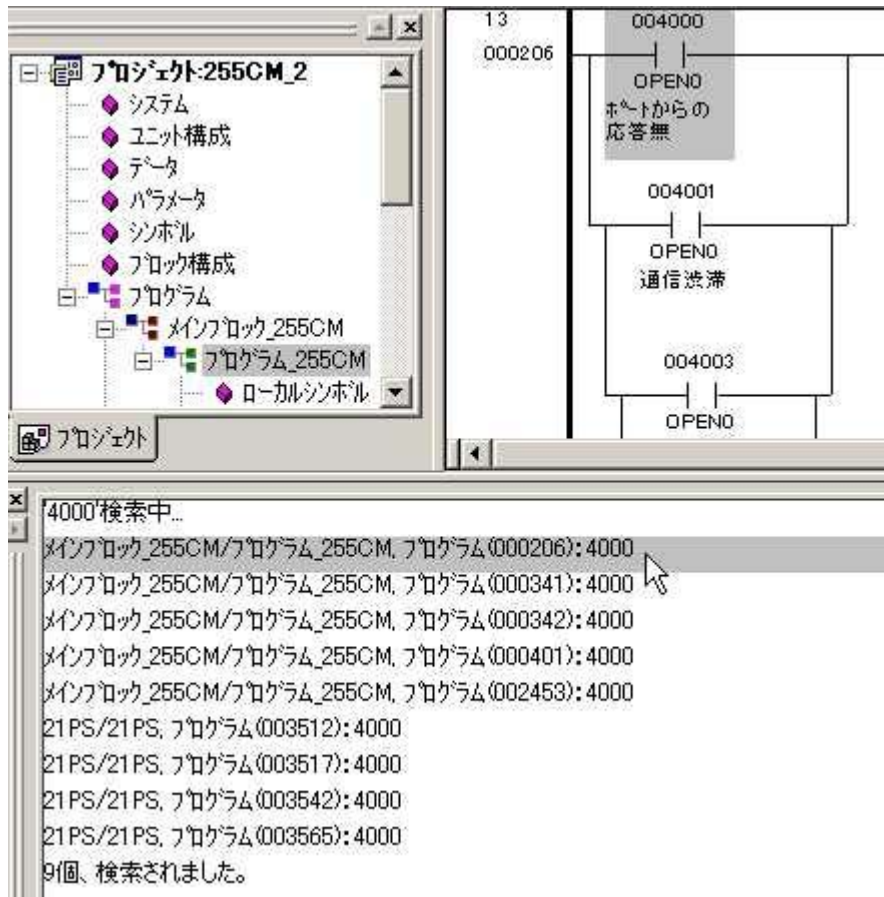 プロジェクト:255CM_2
システム
ユニット構成
データ
パラメータ
シンボル
ブロック構成
プログラム
メインブロック_255CM
プログラム_255CM
ローカルシンボル
プロジェクト
13
000206
004000
OPEN0
ポートからの
応答無
004001
OPEN0
通信渋滞
004003
OPEN0
'4000'検索中...
メインブロック_255CM/プログラム_255CM, プログラム(000206):4000
メインブロック_255CM/プログラム_255CM, プログラム(000341):4000
メインブロック_255CM/プログラム_255CM, プログラム(000342):4000
メインブロック_255CM/プログラム_255CM, プログラム(000401):4000
メインブロック_255CM/プログラム_255CM, プログラム(002453):4000
21PS/21PS, プログラム(003512):4000
21PS/21PS, プログラム(003517):4000
21PS/21PS, プログラム(003542):4000
21PS/21PS, プログラム(003565):4000
9個、検索されました。